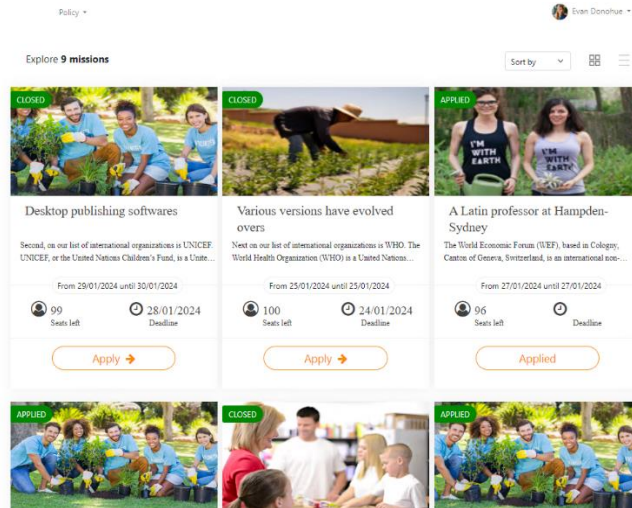 Policy
Evan Donohue
Explore 9 missions
Sort by
CLOSED
CLOSED
APPLIED
I'M
WITH
EARTH
I'M
WITH
EARTH
Desktop publishing softwares
Various versions have evolved
overs
A Latin professor at Hampden-
Sydney
Second, on our list of international organizations is UNICEF.
UNICEF, or the United Nations Children's Fund, is a Unite...
Next on our list of international organizations is WHO. The
World Health Organization (WHO) is a United Nations...
The World Economic Forum (WEF), based in Cologny,
Canton of Geneva, Switzerland, is an international non-...
From 29/01/2024 until 30/01/2024
From 25/01/2024 until 25/01/2024
From 27/01/2024 until 27/01/2024
99
Seats left
28/01/2024
Deadline
100
Seats left
24/01/2024
Deadline
96
Seats left
Deadline
Apply →
Apply →
Applied
APPLIED
CLOSED
APPLIED